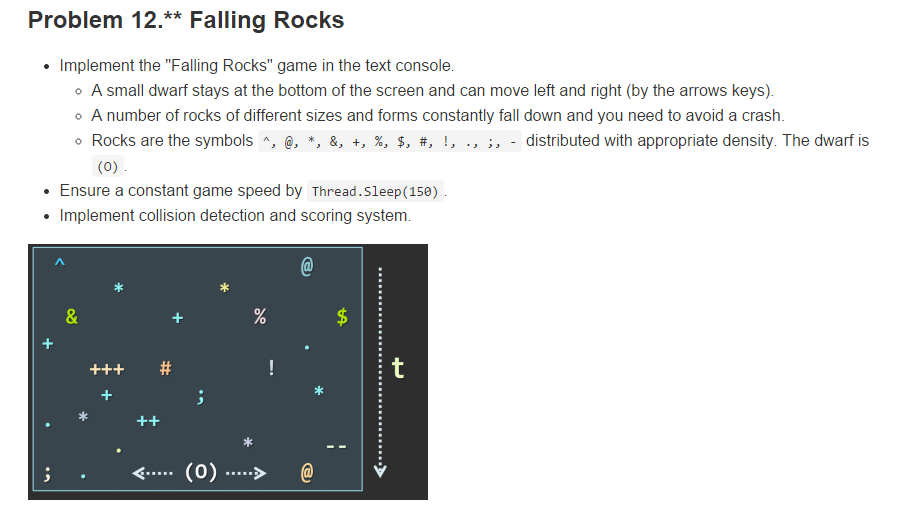 Problem 12.** Falling Rocks
• Implement the "Falling Rocks" game in the text console.
◦ A small dwarf stays at the bottom of the screen and can move left and right (by the arrows keys).
◦ A number of rocks of different sizes and forms constantly fall down and you need to avoid a crash.
◦ Rocks are the symbols ^, @, *, &, +, %, $, #, !, ., ;, - distributed with appropriate density. The dwarf is
(O) .
• Ensure a constant game speed by Thread.Sleep(150) .
• Implement collision detection and scoring system.
^ @
* *
& + % $
+ .
+++ # ! t
+ ; *
. * ++
. * --
; . <····· (O) ·····> @